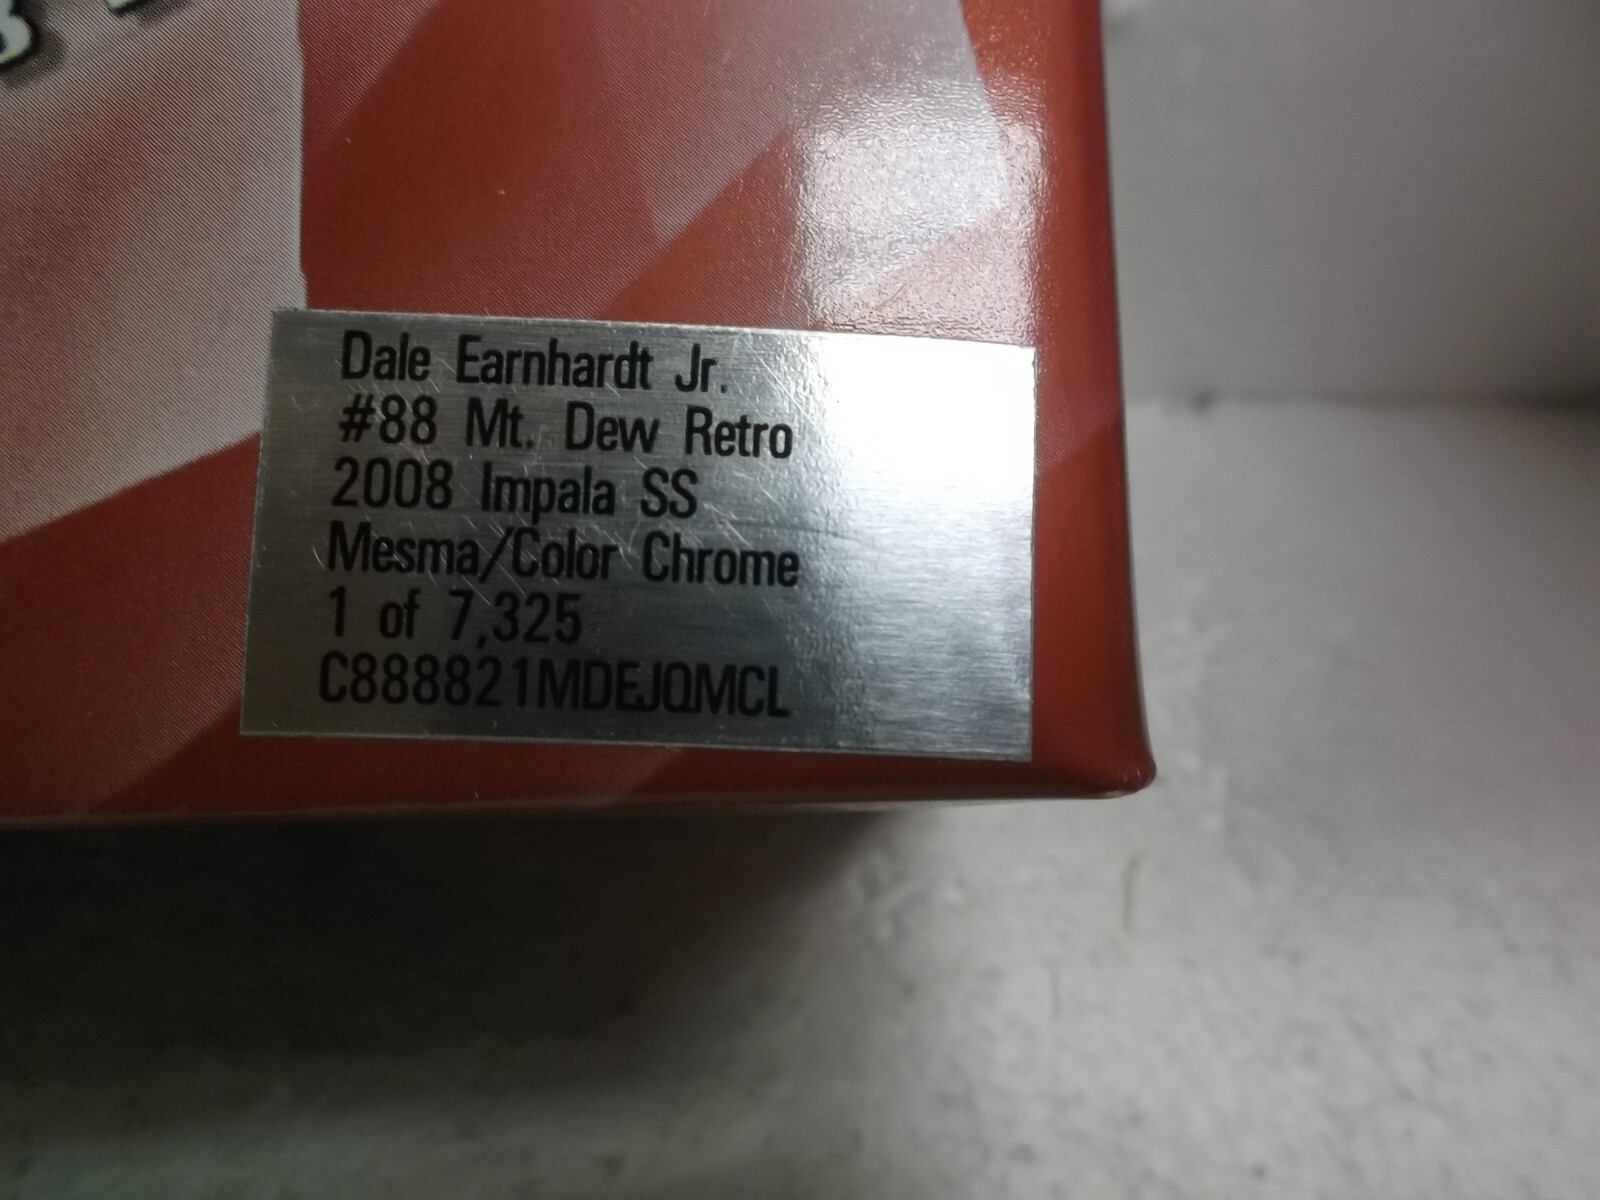 Dale Earnhardt Jr.
#88 Mt. Dew Retro
2008 Impala SS
Mesma/Color Chrome
1 of 7,325
C888821MDEJQMCL